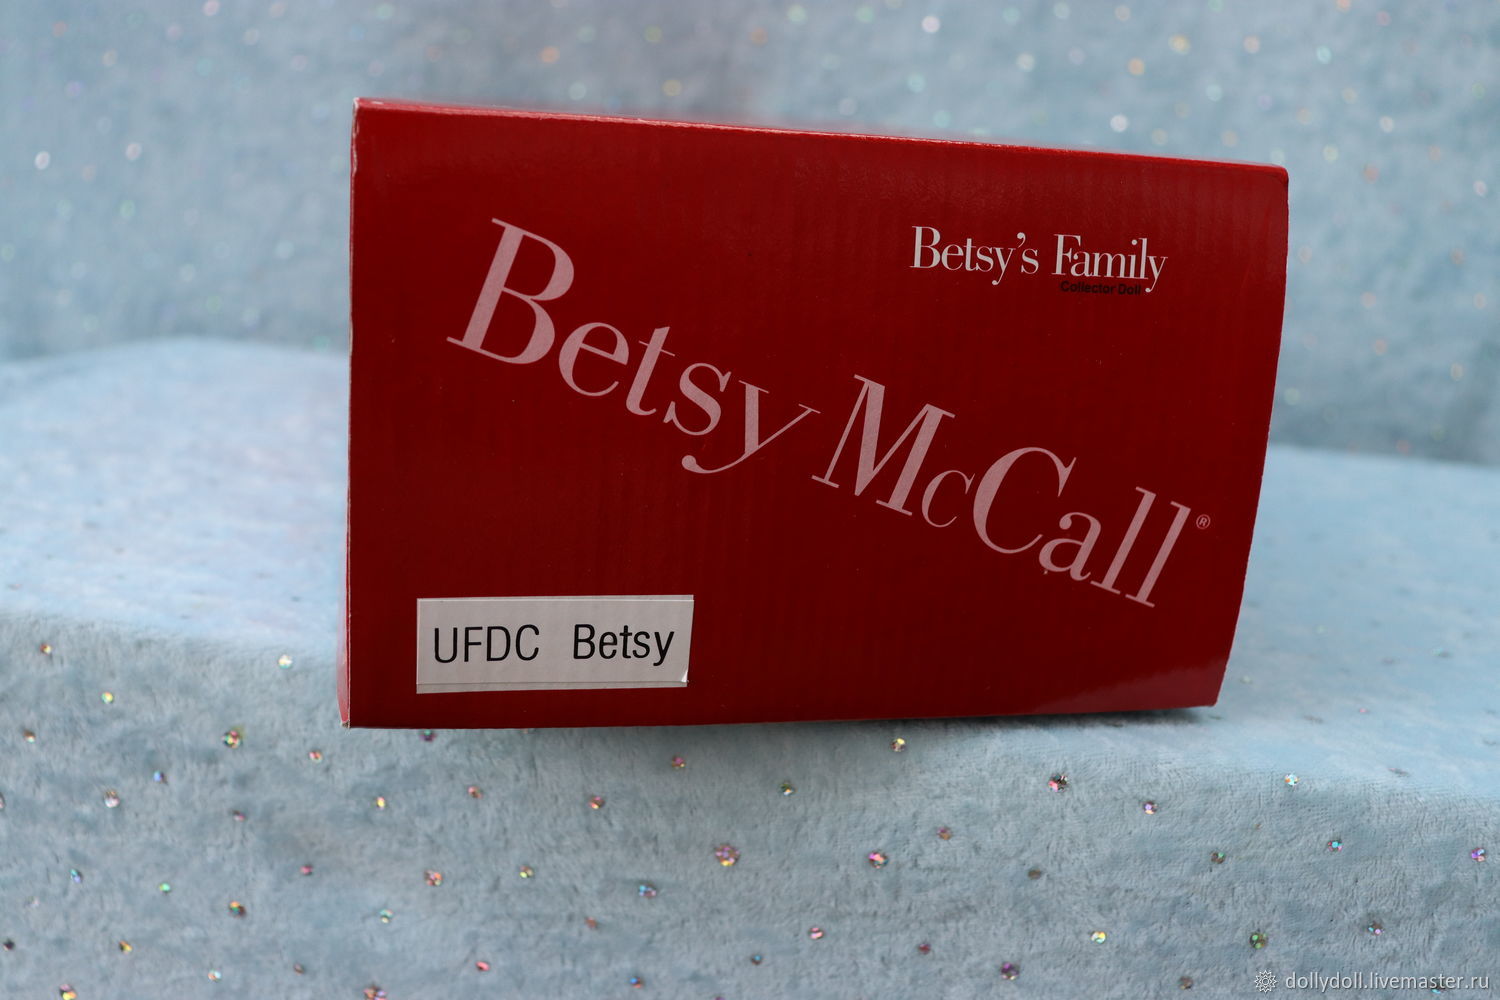 Betsy's Family
Collector Doll
Betsy McCall®
UFDC Betsy
dollydoll.livemaster.ru